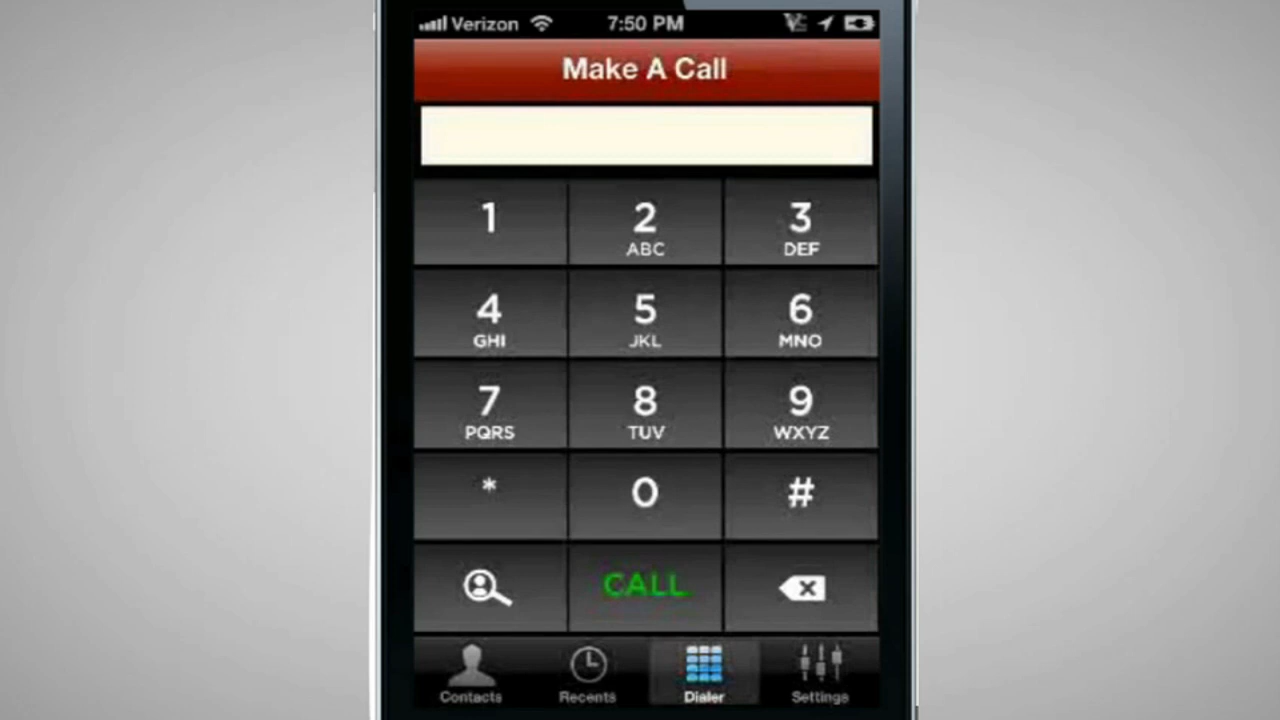 Verizon 7:50 PM
Make A Call
1 2 3
ABC DEF
4 5 6
GHI JKL MNO
7 8 9
PQRS TUV WXYZ
* 0 #
CALL
Contacts Recents Dialer Settings